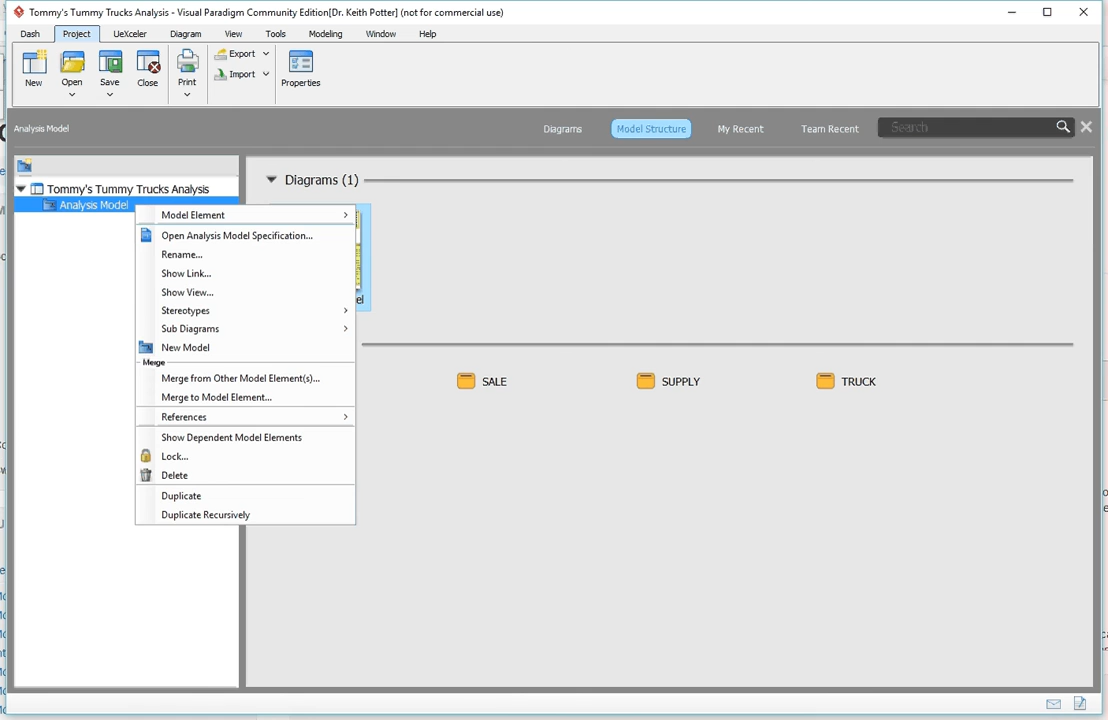 Tommy's Tummy Trucks Analysis - Visual Paradigm Community Edition[Dr. Keith Potter] (not for commercial use)
Dash Project UeXceler Diagram View Tools Modeling Window Help
New Open Save Close Print Export Import Properties
Analysis Model Diagrams Model Structure My Recent Team Recent Search
Diagrams (1)
Tommy's Tummy Trucks Analysis
Analysis Model
Model Element
Open Analysis Model Specification...
Rename...
Show Link...
Show View...
Stereotypes
Sub Diagrams
New Model
Merge
Merge from Other Model Element(s)...
Merge to Model Element...
References
Show Dependent Model Elements
Lock...
Delete
Duplicate
Duplicate Recursively
SALE SUPPLY TRUCK